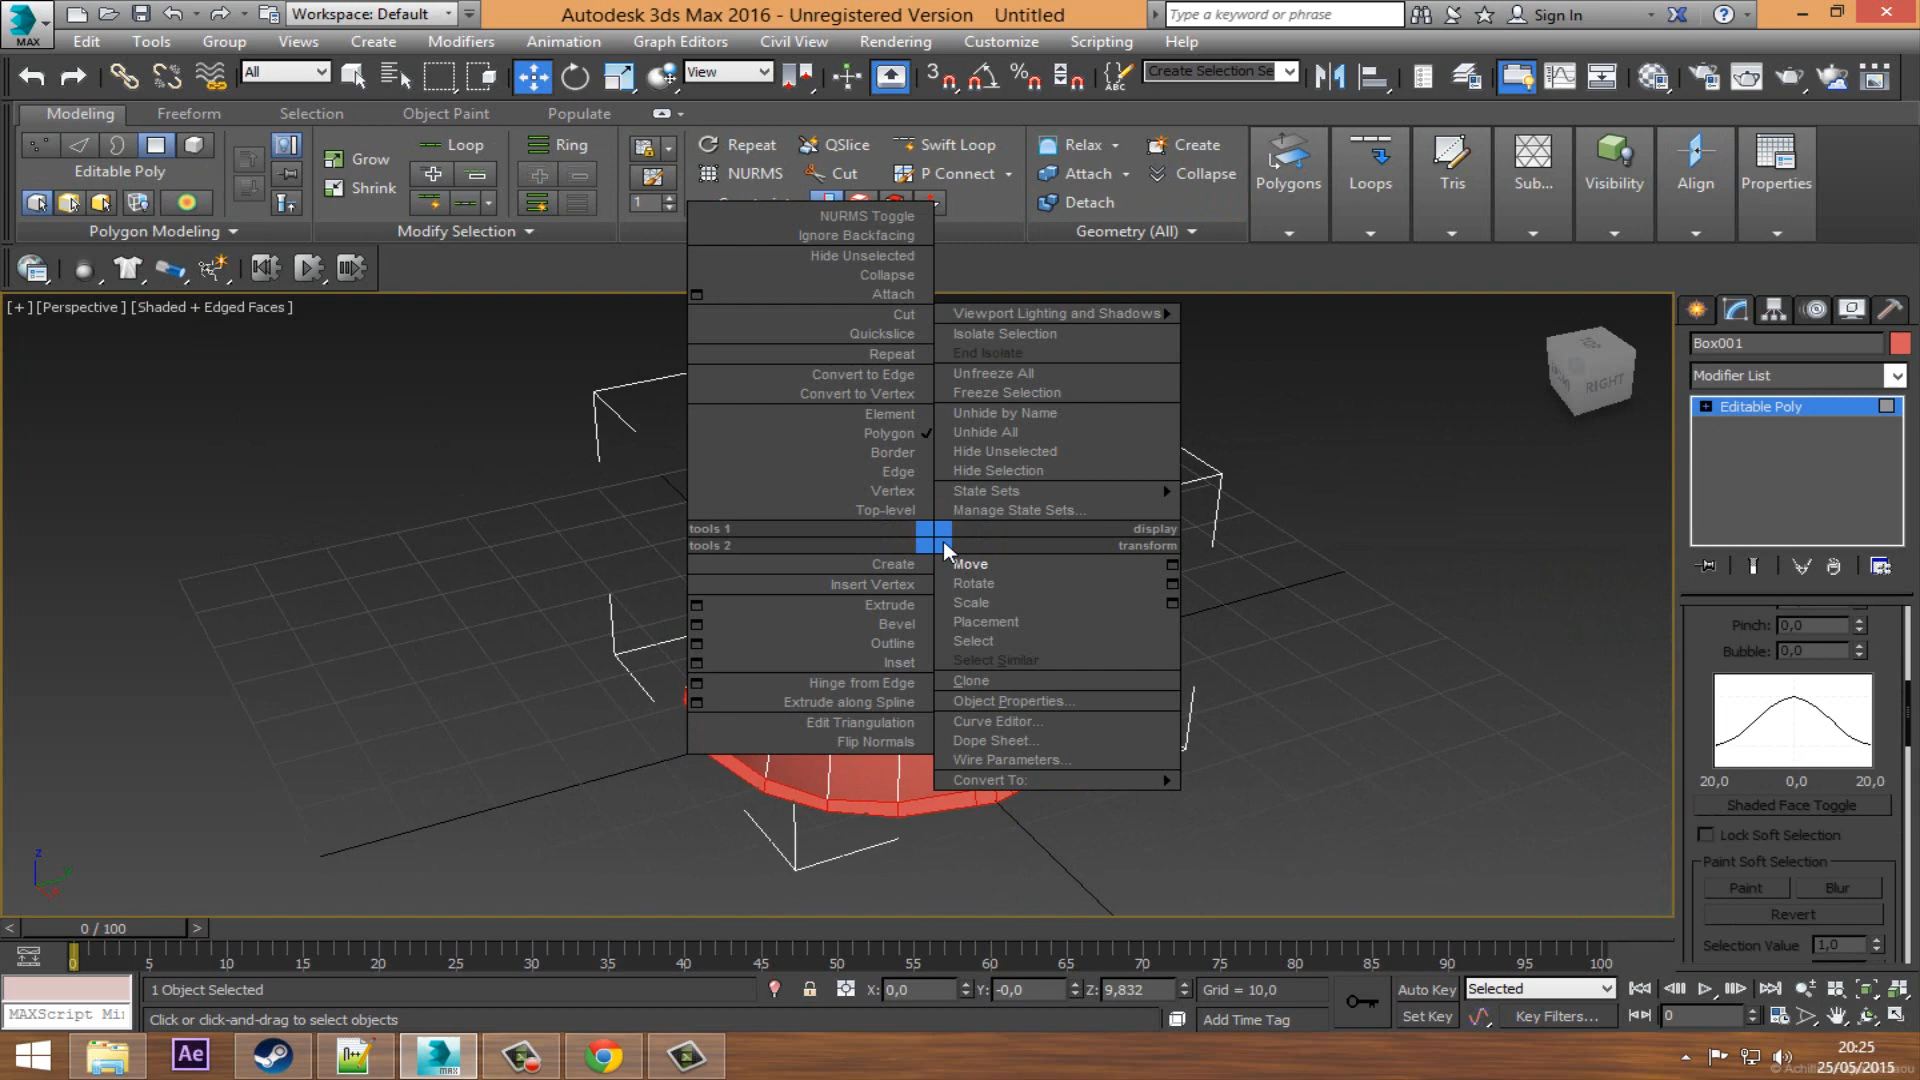 Workspace: Default
Autodesk 3ds Max 2016 - Unregistered Version Untitled
Type a keyword or phrase
Sign In
MAX
Edit Tools Group Views Create Modifiers Animation Graph Editors Civil View Rendering Customize Scripting Help
All
View
3
ABC
Create Selection Se
Modeling Freeform Selection Object Paint Populate
Editable Poly
Polygon Modeling
Grow
Shrink
Loop
Ring
Modify Selection
1
Repeat QSlice Swift Loop
NURMS Cut P Connect
Relax Create
Attach Collapse
Detach
Geometry (All)
Polygons Loops Tris Sub... Visibility Align Properties
[+] [Perspective] [Shaded + Edged Faces]
NURMS Toggle
Ignore Backfacing
Hide Unselected
Collapse
Attach
Cut
Quickslice
Repeat
Convert to Edge
Convert to Vertex
Element
Polygon
Border
Edge
Vertex
Top-level
tools 1
tools 2
Create
Insert Vertex
Extrude
Bevel
Outline
Inset
Hinge from Edge
Extrude along Spline
Edit Triangulation
Flip Normals
Viewport Lighting and Shadows
Isolate Selection
End Isolate
Unfreeze All
Freeze Selection
Unhide by Name
Unhide All
Hide Unselected
Hide Selection
State Sets
Manage State Sets...
display
transform
Move
Rotate
Scale
Placement
Select
Select Similar
Clone
Object Properties...
Curve Editor...
Dope Sheet...
Wire Parameters...
Convert To:
RIGHT
Box001
Modifier List
Editable Poly
Pinch: 0,0
Bubble: 0,0
20,0 0,0 20,0
Shaded Face Toggle
Lock Soft Selection
Paint Soft Selection
Paint Blur
Revert
Selection Value 1,0
z
0 / 100
0 5 10 15 20 25 30 35 40 45 50 55 60 65 70 75 80 85 90 95 100
1 Object Selected
X: 0,0 Y: -0,0 Z: 9,832
Grid = 10,0
Auto Key
Selected
MAXScript Mi
Click or click-and-drag to select objects
Add Time Tag
Set Key
Key Filters...
0
Ae
MAX
20:25
25/05/2015